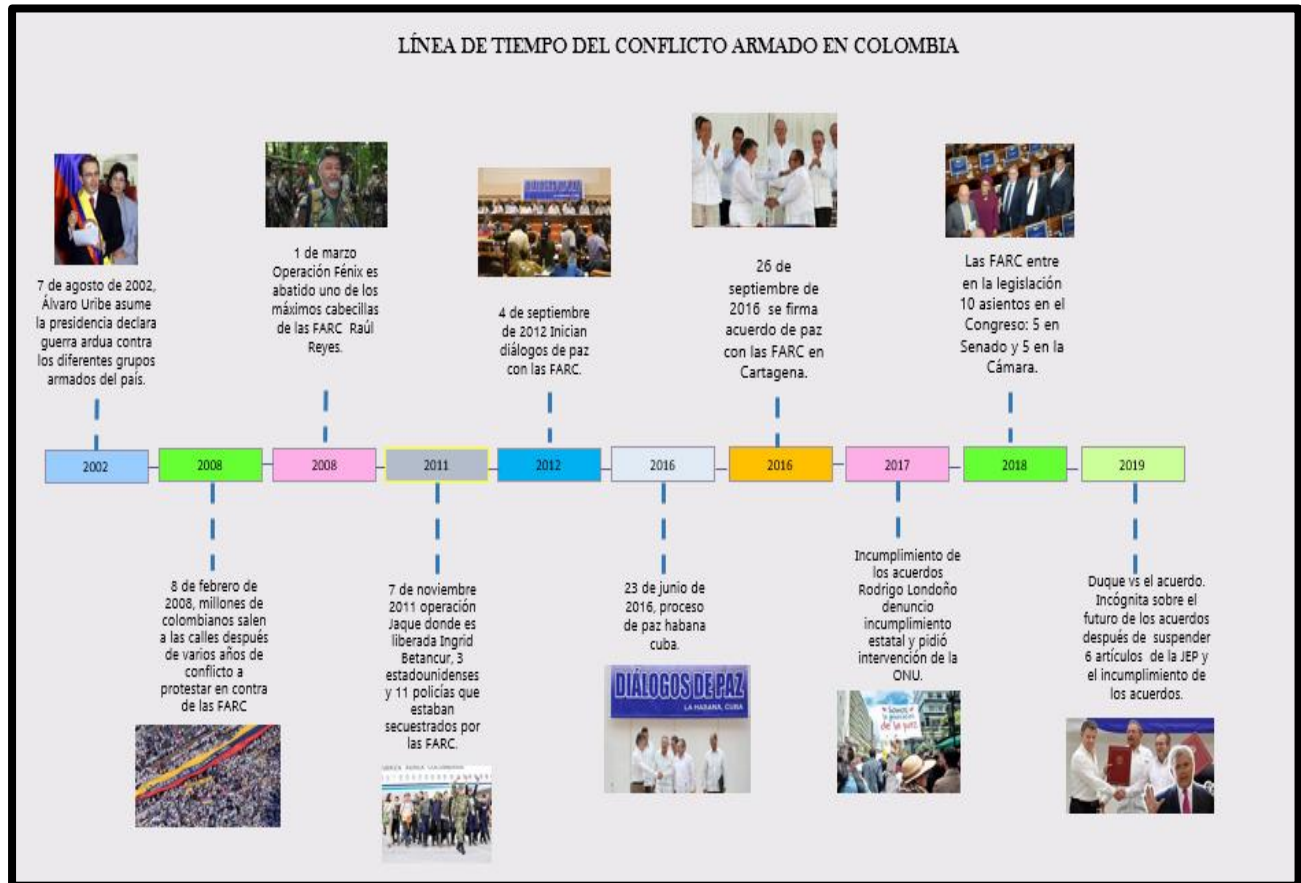 LÍNEA DE TIEMPO DEL CONFLICTO ARMADO EN COLOMBIA
7 de agosto de 2002,
Álvaro Uribe asume
la presidencia declara
guerra ardua contra
los diferentes grupos
armados del país.
1 de marzo
Operación Fénix es
abatido uno de los
máximos cabecillas
de las FARC Raúl
Reyes.
DIÁLOGOS DE PAZ
4 de septiembre
de 2012 Inician
diálogos de paz
con las FARC.
26 de
septiembre de
2016 se firma
acuerdo de paz
con las FARC en
Cartagena.
Las FARC entre
en la legislación
10 asientos en el
Congreso: 5 en
Senado y 5 en la
Cámara.
2002
2008
2008
2011
2012
2016
2016
2017
2018
2019
8 de febrero de
2008, millones de
colombianos salen
a las calles después
de varios años de
conflicto a
protestar en contra
de las FARC
7 de noviembre
2011 operación
Jaque donde es
liberada Ingrid
Betancur, 3
estadounidenses
y 11 policías que
estaban
secuestrados por
las FARC.
23 de junio de
2016, proceso
de paz habana
cuba.
DIÁLOGOS DE PAZ
LA HABANA, CUBA
Incumplimiento de
los acuerdos
Rodrigo Londoño
denuncio
incumplimiento
estatal y pidió
intervención de la
ONU.
Somos
la generación
de la paz
Duque vs el acuerdo.
Incógnita sobre el
futuro de los acuerdos
después de suspender
6 artículos de la JEP y
el incumplimiento de
los acuerdos.